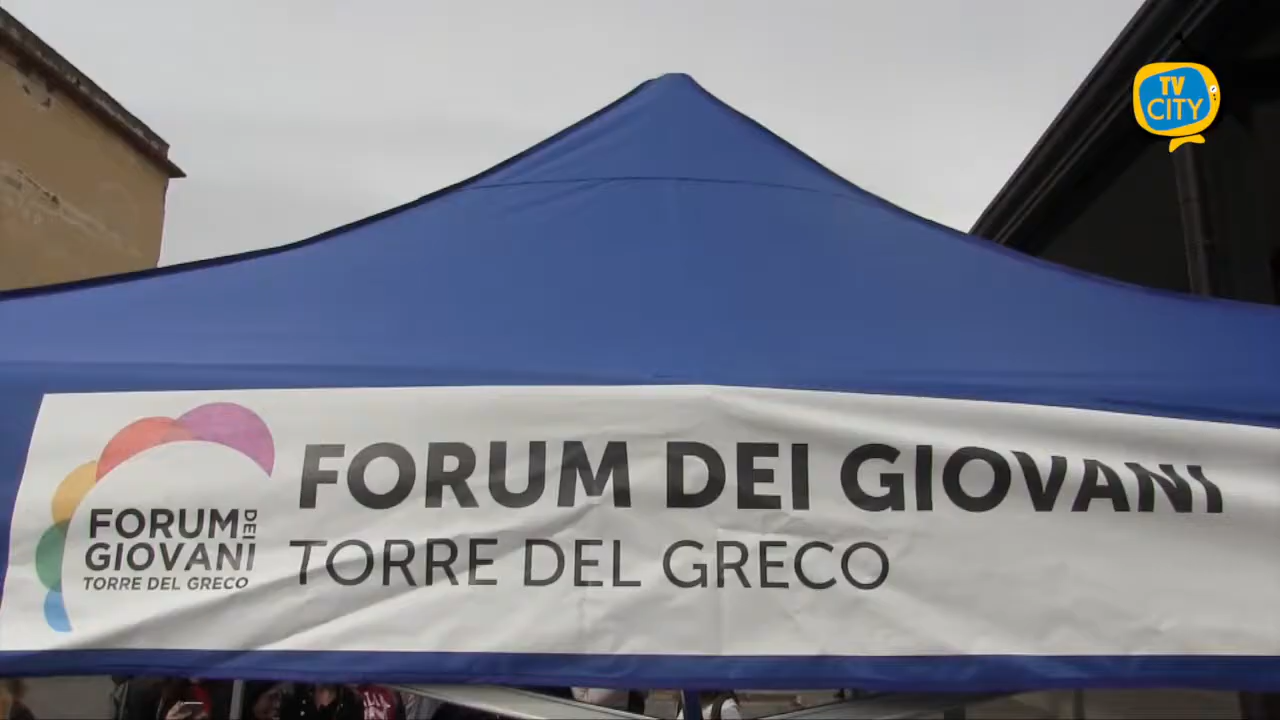 TV
CITY
FORUM DEI GIOVANI
TORRE DEL GRECO
FORUM DEI
GIOVANI
TORRE DEL GRECO